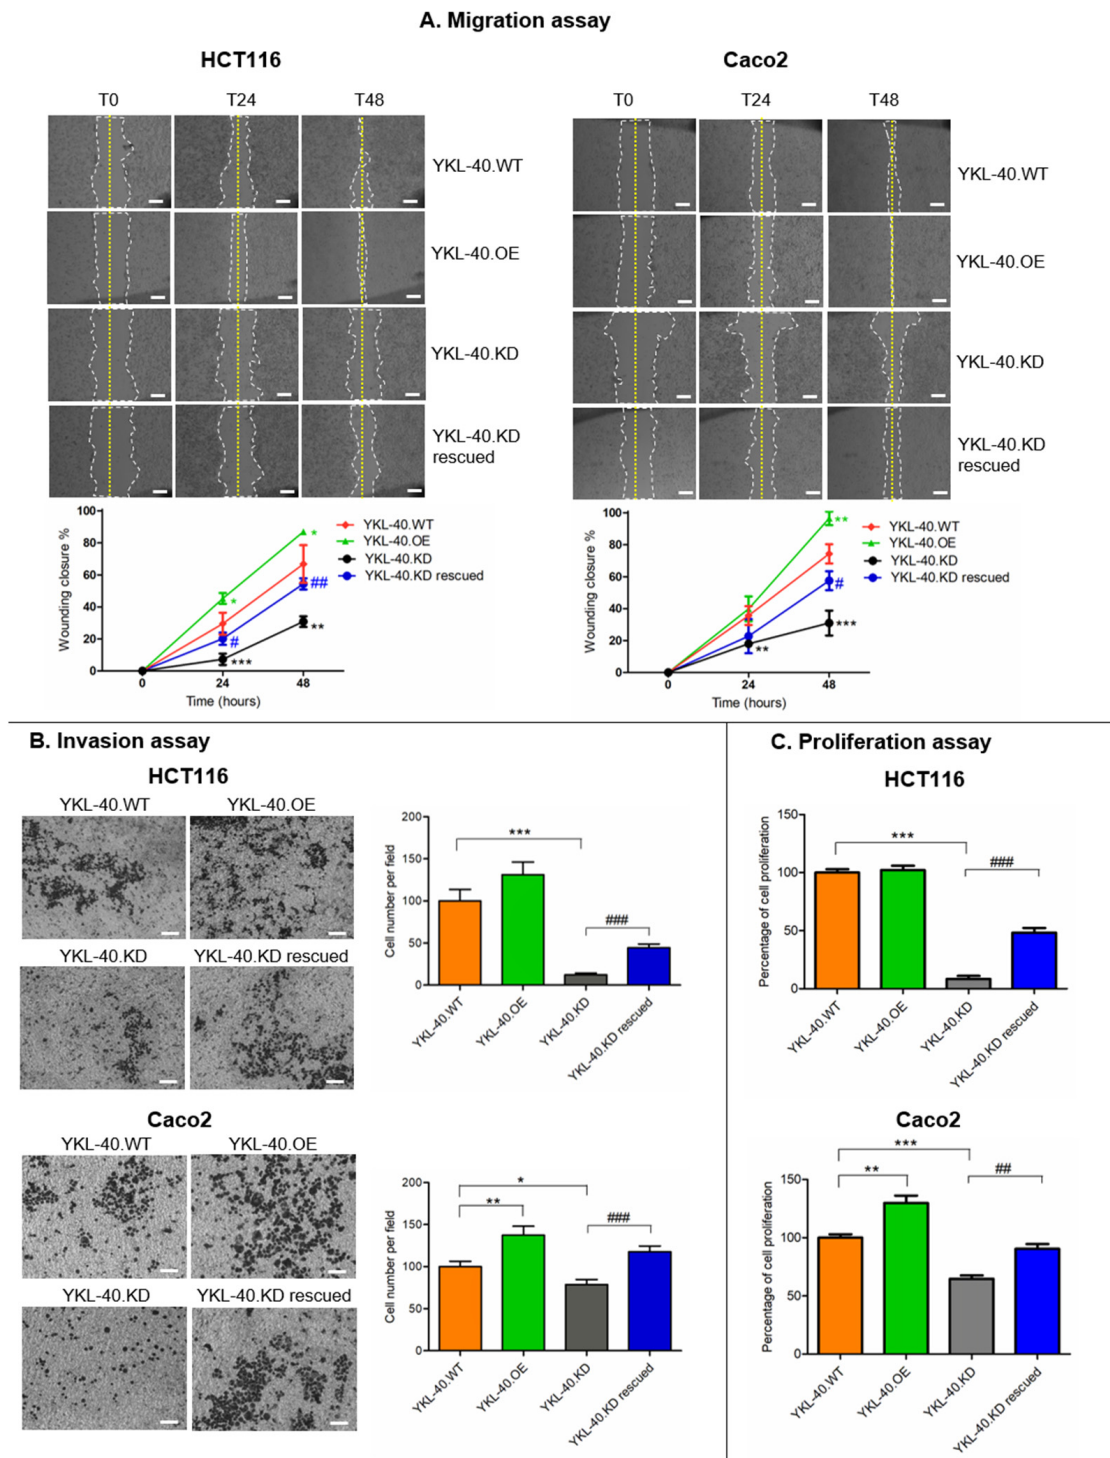 A. Migration assay
HCT116
T0 T24 T48
YKL-40.WT
YKL-40.OE
YKL-40.KD
YKL-40.KD
rescued
Wounding closure %
100
80
60
40
20
0
0 24 48
Time (hours)
YKL-40.WT
YKL-40.OE
YKL-40.KD
YKL-40.KD rescued
*
*
##
#
**
***
Caco2
T0 T24 T48
YKL-40.WT
YKL-40.OE
YKL-40.KD
YKL-40.KD
rescued
Wounding closure %
100
80
60
40
20
0
0 24 48
Time (hours)
YKL-40.WT
YKL-40.OE
YKL-40.KD
YKL-40.KD rescued
**
#
***
**
B. Invasion assay
HCT116
YKL-40.WT YKL-40.OE
YKL-40.KD YKL-40.KD rescued
Cell number per field
200
150
100
50
0
***
###
YKL-40.WT
YKL-40.OE
YKL-40.KD
YKL-40.KD rescued
Caco2
YKL-40.WT YKL-40.OE
YKL-40.KD YKL-40.KD rescued
Cell number per field
200
150
100
50
0
*
**
###
YKL-40.WT
YKL-40.OE
YKL-40.KD
YKL-40.KD rescued
C. Proliferation assay
HCT116
Percentage of cell proliferation
150
100
50
0
***
###
YKL-40.WT
YKL-40.OE
YKL-40.KD
YKL-40.KD rescued
Caco2
Percentage of cell proliferation
150
100
50
0
***
**
##
YKL-40.WT
YKL-40.OE
YKL-40.KD
YKL-40.KD rescued